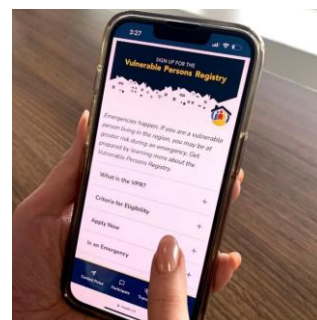 3:27
SIGN UP FOR THE
Vulnerable Persons Registry
Emergencies happen. If you are a vulnerable
person living in the region, you may be at
greater risk during an emergency. Get
prepared by learning more about the
Vulnerable Persons Registry.
What is the VPR? +
Criteria for Eligibility +
Apply Now +
In an Emergency +
Participate